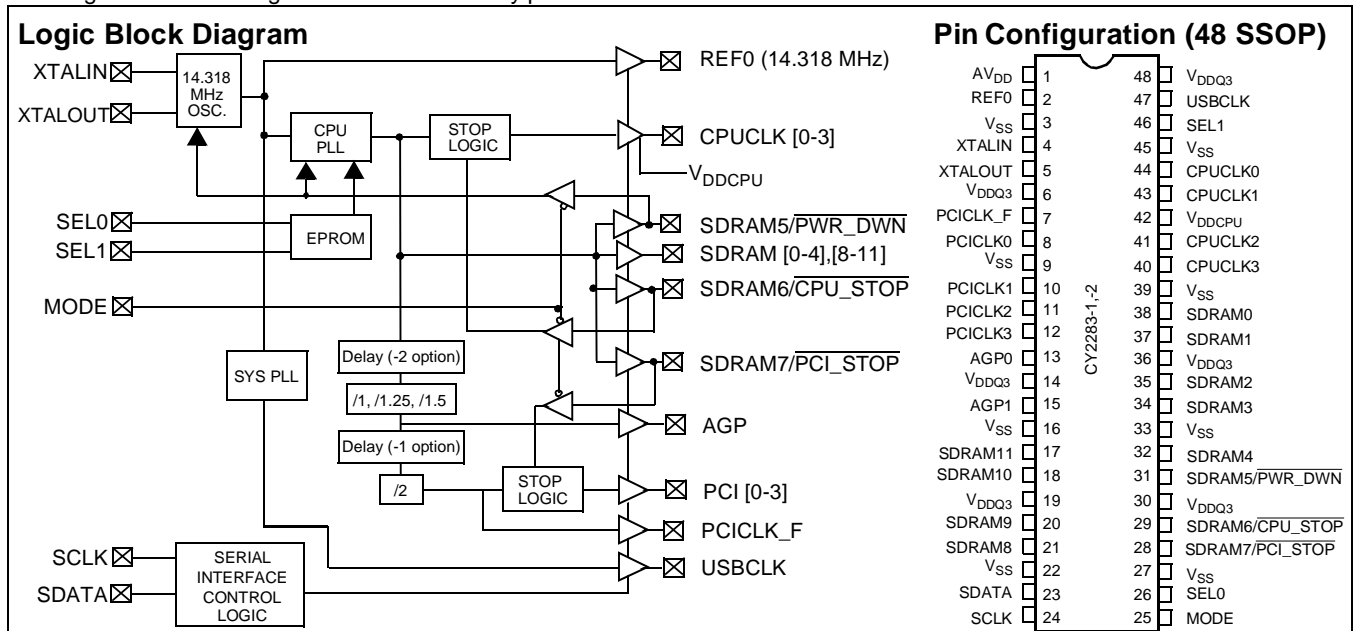 Logic Block Diagram
XTALIN
XTALOUT
14.318
MHz
OSC.
CPU
PLL
STOP
LOGIC
REF0 (14.318 MHz)
CPUCLK [0-3]
VDDCPU
SEL0
SEL1
EPROM
SDRAM5/PWR_DWN
SDRAM [0-4],[8-11]
SDRAM6/CPU_STOP
MODE
SYS PLL
Delay (-2 option)
/1, /1.25, /1.5
Delay (-1 option)
/2
SDRAM7/PCI_STOP
AGP
STOP
LOGIC
PCI [0-3]
PCICLK_F
USBCLK
SCLK
SDATA
SERIAL
INTERFACE
CONTROL
LOGIC
Pin Configuration (48 SSOP)
CY2283-1,-2
AVDD 1 48 VDDQ3
REF0 2 47 USBCLK
VSS 3 46 SEL1
XTALIN 4 45 VSS
XTALOUT 5 44 CPUCLK0
VDDQ3 6 43 CPUCLK1
PCICLK_F 7 42 VDDCPU
PCICLK0 8 41 CPUCLK2
VSS 9 40 CPUCLK3
PCICLK1 10 39 VSS
PCICLK2 11 38 SDRAM0
PCICLK3 12 37 SDRAM1
AGP0 13 36 VDDQ3
VDDQ3 14 35 SDRAM2
AGP1 15 34 SDRAM3
VSS 16 33 VSS
SDRAM11 17 32 SDRAM4
SDRAM10 18 31 SDRAM5/PWR_DWN
VDDQ3 19 30 VDDQ3
SDRAM9 20 29 SDRAM6/CPU_STOP
SDRAM8 21 28 SDRAM7/PCI_STOP
VSS 22 27 VSS
SDATA 23 26 SEL0
SCLK 24 25 MODE